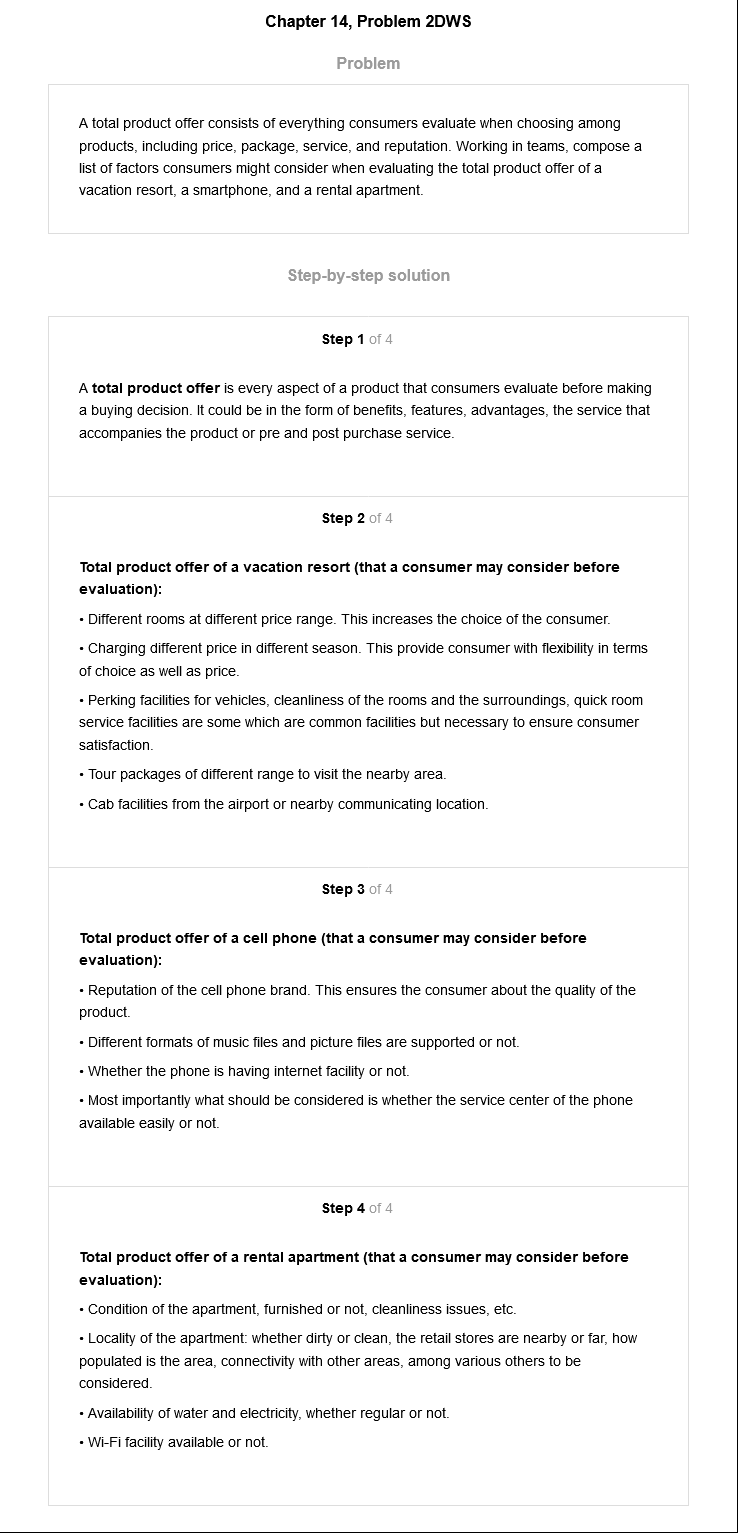 Chapter 14, Problem 2DWS
Problem
A total product offer consists of everything consumers evaluate when choosing among
products, including price, package, service, and reputation. Working in teams, compose a
list of factors consumers might consider when evaluating the total product offer of a
vacation resort, a smartphone, and a rental apartment.
Step-by-step solution
Step 1 of 4
A total product offer is every aspect of a product that consumers evaluate before making
a buying decision. It could be in the form of benefits, features, advantages, the service that
accompanies the product or pre and post purchase service.
Step 2 of 4
Total product offer of a vacation resort (that a consumer may consider before
evaluation):
• Different rooms at different price range. This increases the choice of the consumer.
• Charging different price in different season. This provide consumer with flexibility in terms
of choice as well as price.
• Perking facilities for vehicles, cleanliness of the rooms and the surroundings, quick room
service facilities are some which are common facilities but necessary to ensure consumer
satisfaction.
• Tour packages of different range to visit the nearby area.
• Cab facilities from the airport or nearby communicating location.
Step 3 of 4
Total product offer of a cell phone (that a consumer may consider before
evaluation):
• Reputation of the cell phone brand. This ensures the consumer about the quality of the
product.
• Different formats of music files and picture files are supported or not.
• Whether the phone is having internet facility or not.
• Most importantly what should be considered is whether the service center of the phone
available easily or not.
Step 4 of 4
Total product offer of a rental apartment (that a consumer may consider before
evaluation):
• Condition of the apartment, furnished or not, cleanliness issues, etc.
• Locality of the apartment: whether dirty or clean, the retail stores are nearby or far, how
populated is the area, connectivity with other areas, among various others to be
considered.
• Availability of water and electricity, whether regular or not.
• Wi-Fi facility available or not.